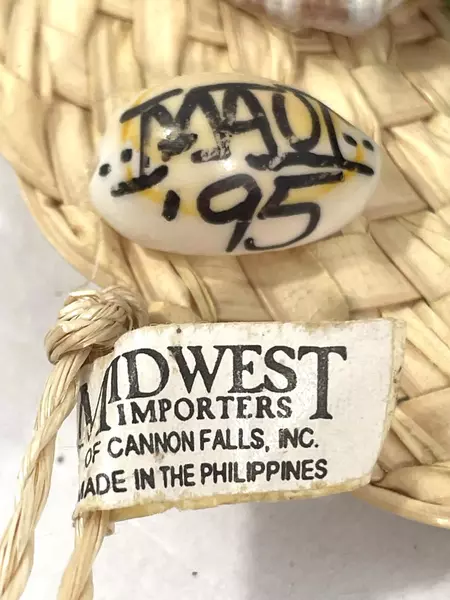 MAUI
'95
MIDWEST
IMPORTERS
OF CANNON FALLS, INC.
MADE IN THE PHILIPPINES